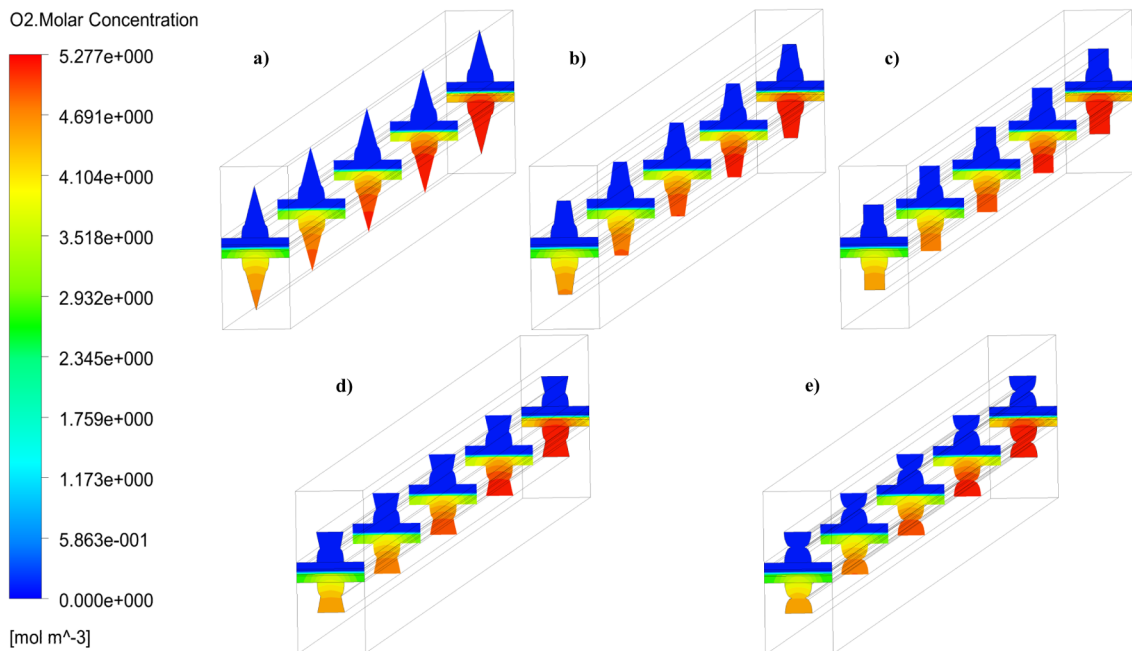 O2.Molar Concentration
5.277e+000
4.691e+000
4.104e+000
3.518e+000
2.932e+000
2.345e+000
1.759e+000
1.173e+000
5.863e-001
0.000e+000
[mol m^-3]
a)
b)
c)
d)
e)